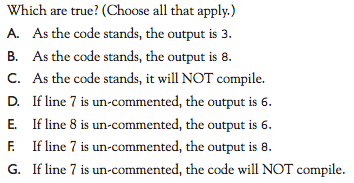 Which are true? (Choose all that apply.)
A. As the code stands, the output is 3.
B. As the code stands, the output is 8.
C. As the code stands, it will NOT compile.
D. If line 7 is un-commented, the output is 6.
E. If line 8 is un-commented, the output is 6.
F. If line 7 is un-commented, the output is 8.
G. If line 7 is un-commented, the code will NOT compile.